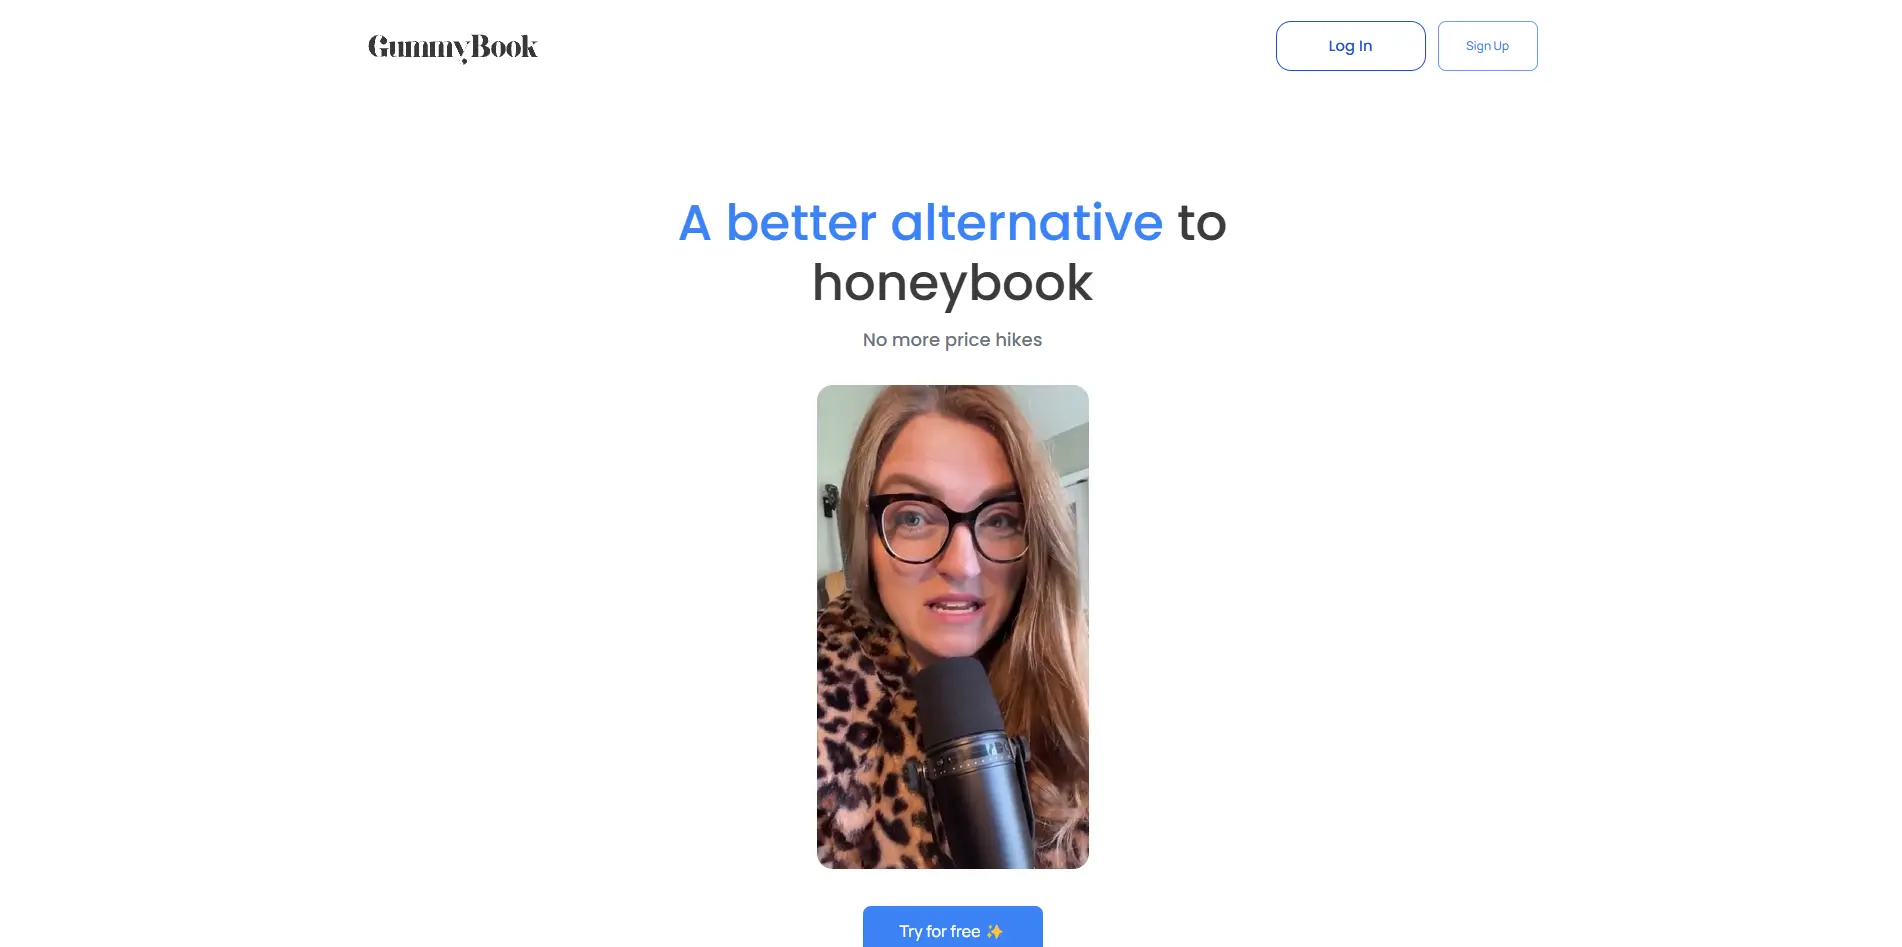 GummyBook
Log In
Sign Up
A better alternative to
honeybook
No more price hikes
Try for free ✨